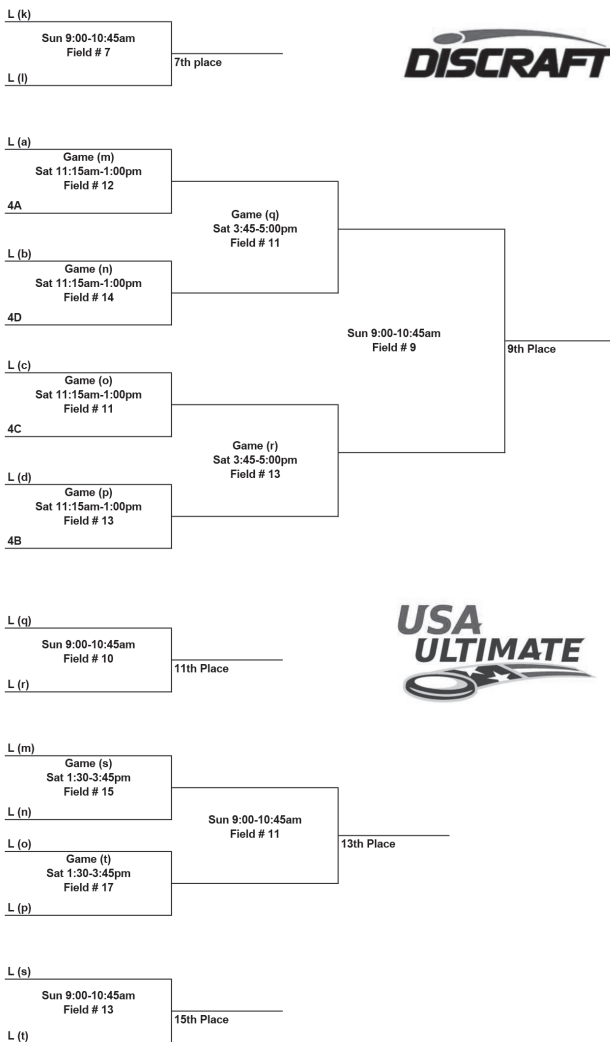 L (k)
Sun 9:00-10:45am
Field # 7
7th place
L (l)
DISCRAFT
L (a)
Game (m)
Sat 11:15am-1:00pm
Field # 12
4A
Game (q)
Sat 3:45-5:00pm
Field # 11
L (b)
Game (n)
Sat 11:15am-1:00pm
Field # 14
4D
Sun 9:00-10:45am
Field # 9
9th Place
L (c)
Game (o)
Sat 11:15am-1:00pm
Field # 11
4C
Game (r)
Sat 3:45-5:00pm
Field # 13
L (d)
Game (p)
Sat 11:15am-1:00pm
Field # 13
4B
L (q)
Sun 9:00-10:45am
Field # 10
11th Place
L (r)
USA
ULTIMATE
L (m)
Game (s)
Sat 1:30-3:45pm
Field # 15
L (n)
Sun 9:00-10:45am
Field # 11
13th Place
L (o)
Game (t)
Sat 1:30-3:45pm
Field # 17
L (p)
L (s)
Sun 9:00-10:45am
Field # 13
15th Place
L (t)